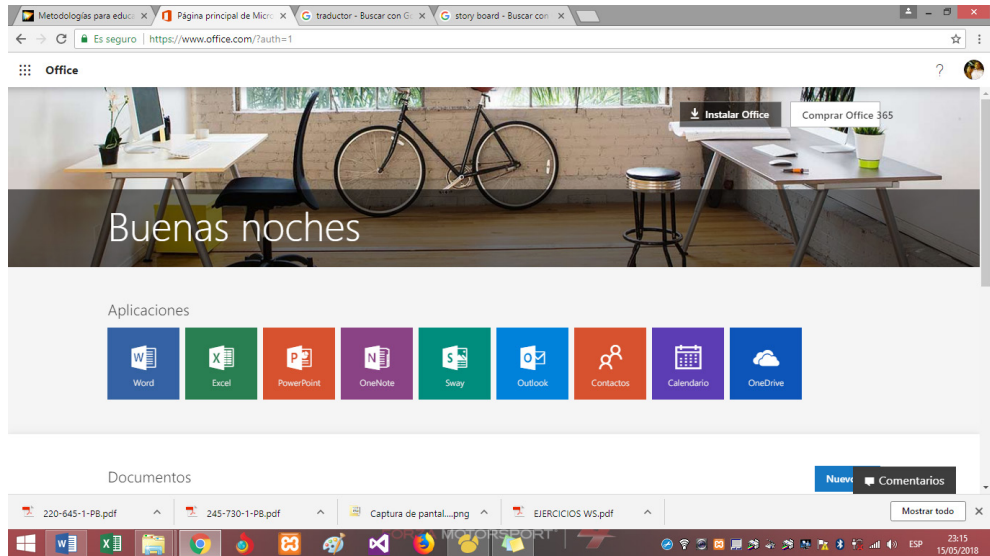 Metodologías para educa
Página principal de Micro
traductor - Buscar con Go
story board - Buscar con
Es seguro | https://www.office.com/?auth=1
Office
?
Instalar Office
Comprar Office 365
Buenas noches
Aplicaciones
Word
Excel
PowerPoint
OneNote
Sway
Outlook
Contactos
Calendario
OneDrive
Documentos
Nuevo
Comentarios
220-645-1-PB.pdf
245-730-1-PB.pdf
Captura de pantal....png
EJERCICIOS WS.pdf
Mostrar todo
MOTORSPORT
ESP
23:15
15/05/2018